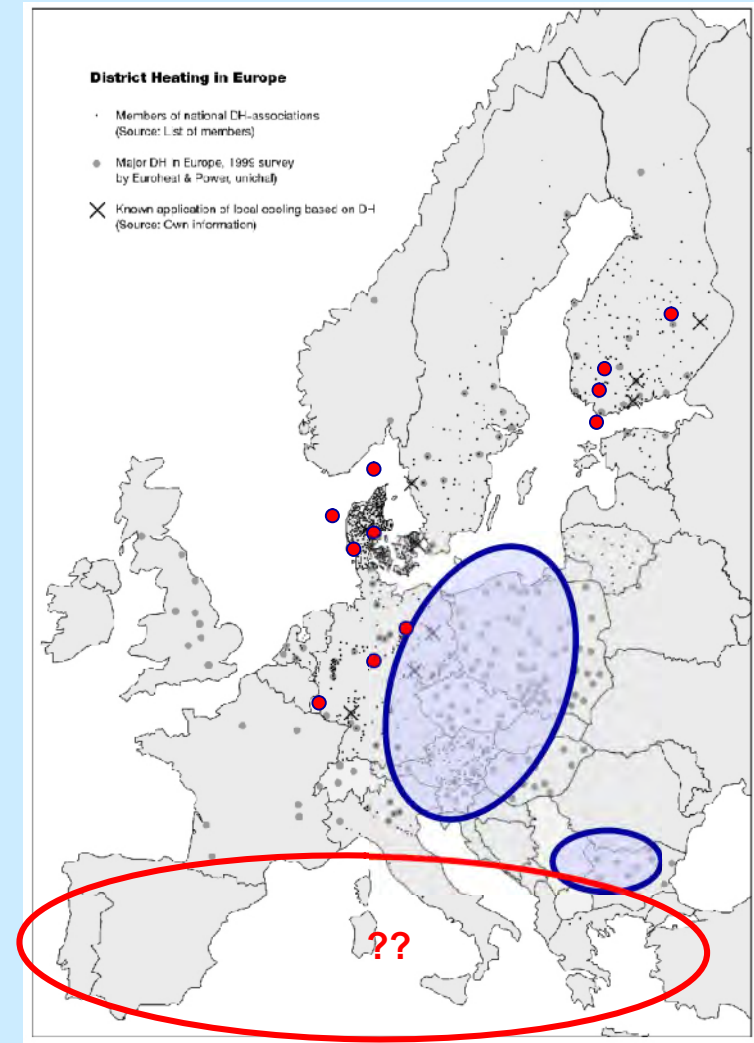 District Heating in Europe
Members of national DH-associations
(Source: List of members)
Major DH in Europe, 1999 survey
by Euroheat & Power, unichal)
Known application of local cooling based on DH
(Source: Own information)
??